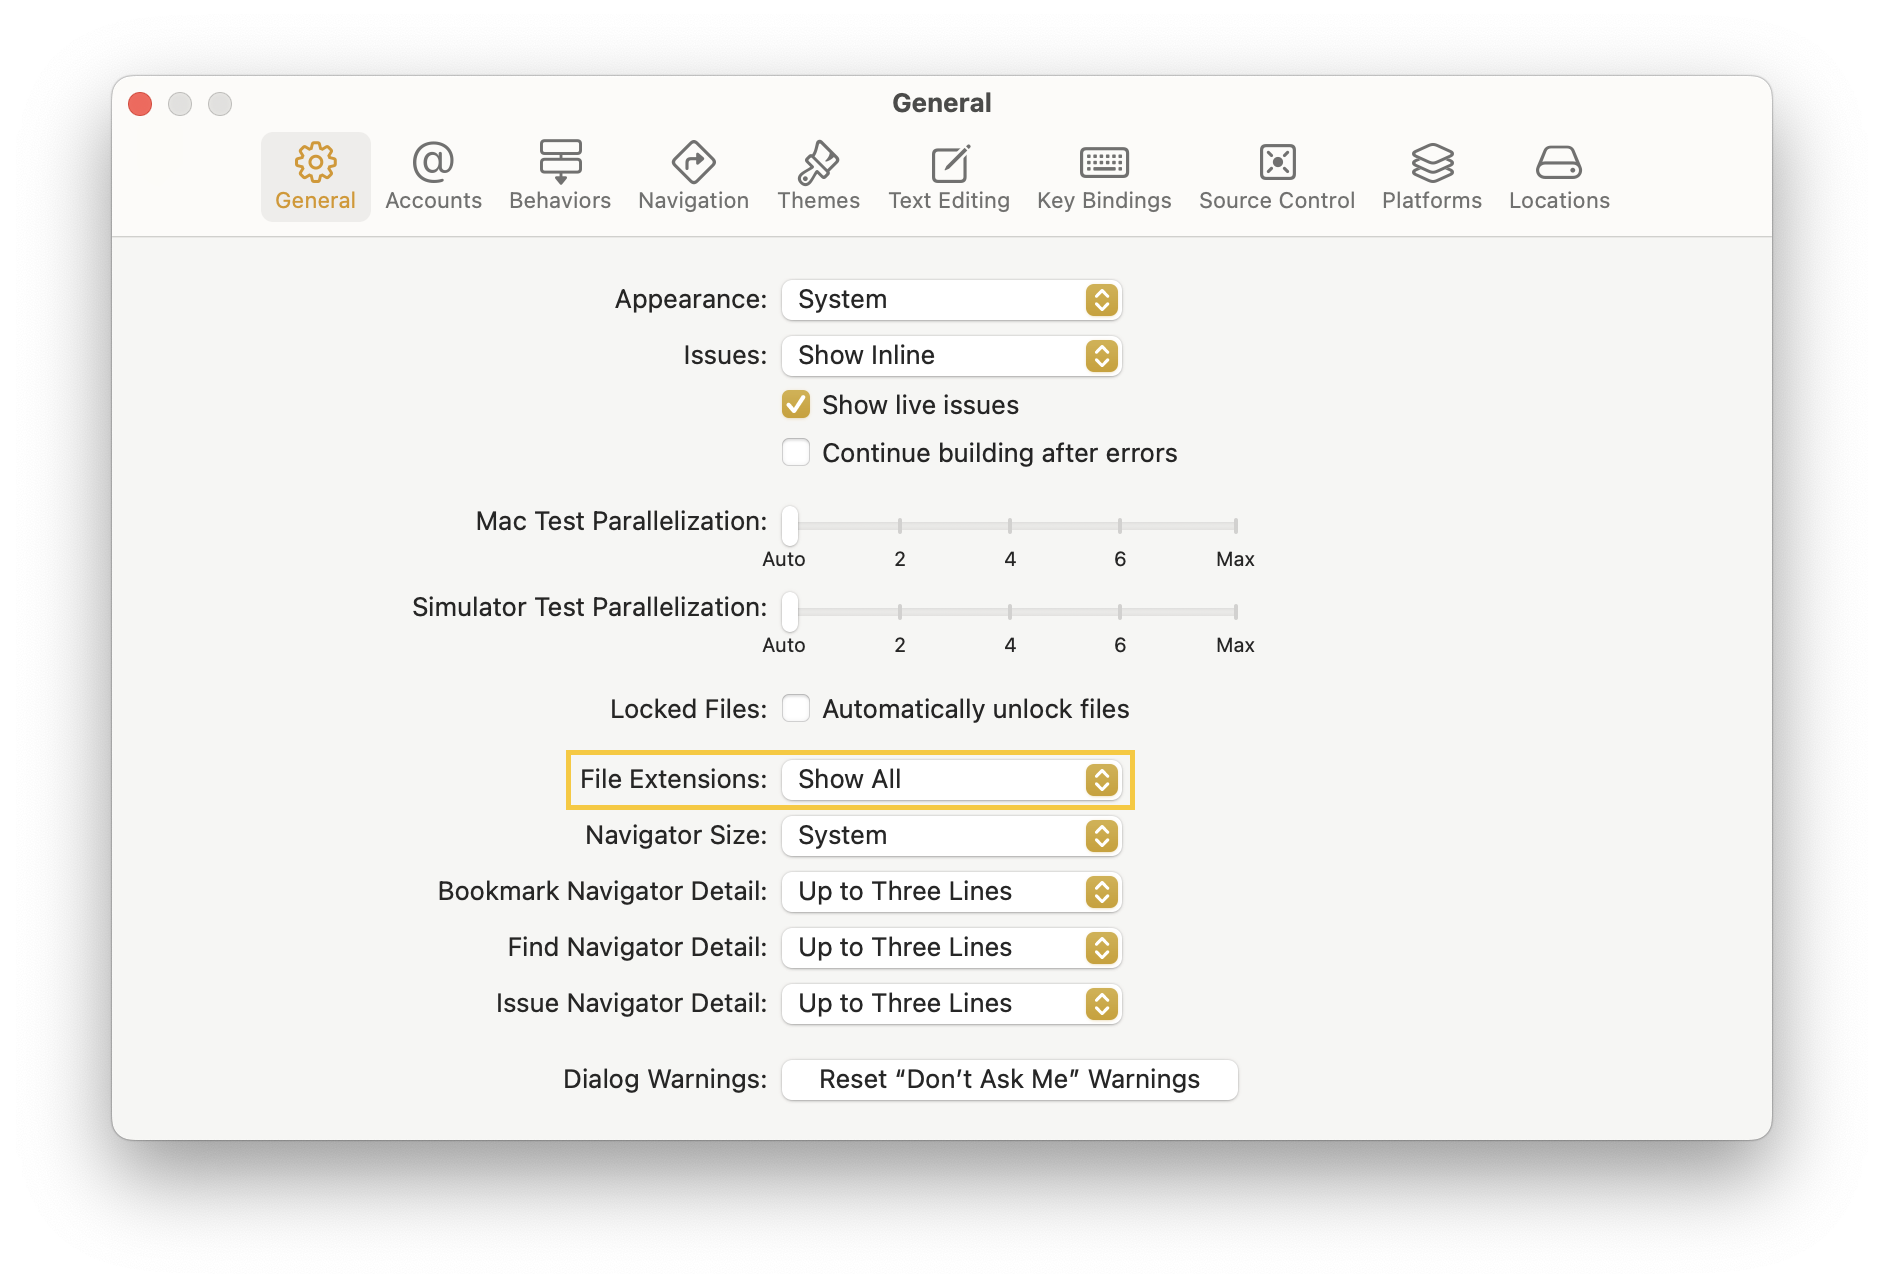 General
General Accounts Behaviors Navigation Themes Text Editing Key Bindings Source Control Platforms Locations
Appearance: System
Issues: Show Inline
Show live issues
Continue building after errors
Mac Test Parallelization:
Auto 2 4 6 Max
Simulator Test Parallelization:
Auto 2 4 6 Max
Locked Files: Automatically unlock files
File Extensions: Show All
Navigator Size: System
Bookmark Navigator Detail: Up to Three Lines
Find Navigator Detail: Up to Three Lines
Issue Navigator Detail: Up to Three Lines
Dialog Warnings: Reset “Don’t Ask Me” Warnings